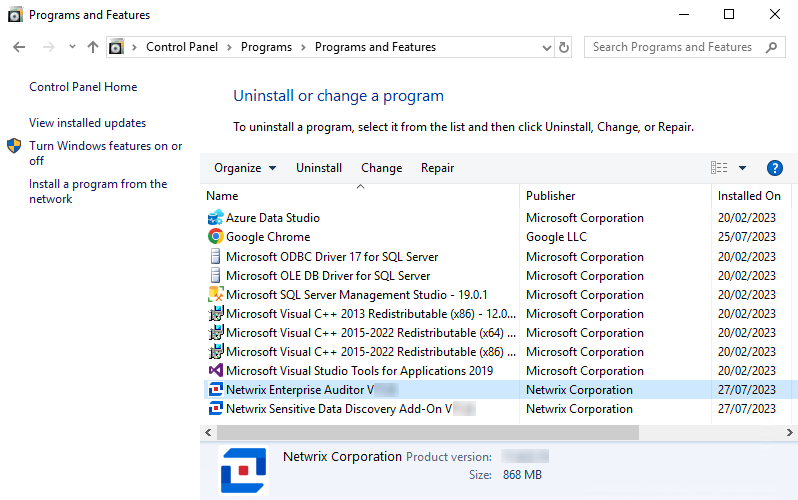 Programs and Features
Control Panel > Programs > Programs and Features
Search Programs and Features
Control Panel Home
View installed updates
Turn Windows features on or
off
Install a program from the
network
Uninstall or change a program
To uninstall a program, select it from the list and then click Uninstall, Change, or Repair.
Organize Uninstall Change Repair
Name Publisher Installed On
Azure Data Studio Microsoft Corporation 20/02/2023
Google Chrome Google LLC 25/07/2023
Microsoft ODBC Driver 17 for SQL Server Microsoft Corporation 20/02/2023
Microsoft OLE DB Driver for SQL Server Microsoft Corporation 20/02/2023
Microsoft SQL Server Management Studio - 19.0.1 Microsoft Corporation 20/02/2023
Microsoft Visual C++ 2013 Redistributable (x86) - 12.0... Microsoft Corporation 20/02/2023
Microsoft Visual C++ 2015-2022 Redistributable (x64) ... Microsoft Corporation 20/02/2023
Microsoft Visual C++ 2015-2022 Redistributable (x86) ... Microsoft Corporation 20/02/2023
Microsoft Visual Studio Tools for Applications 2019 Microsoft Corporation 20/02/2023
Netwrix Enterprise Auditor V Netwrix Corporation 27/07/2023
Netwrix Sensitive Data Discovery Add-On V Netwrix Corporation 27/07/2023
Netwrix Corporation Product version:
Size: 868 MB